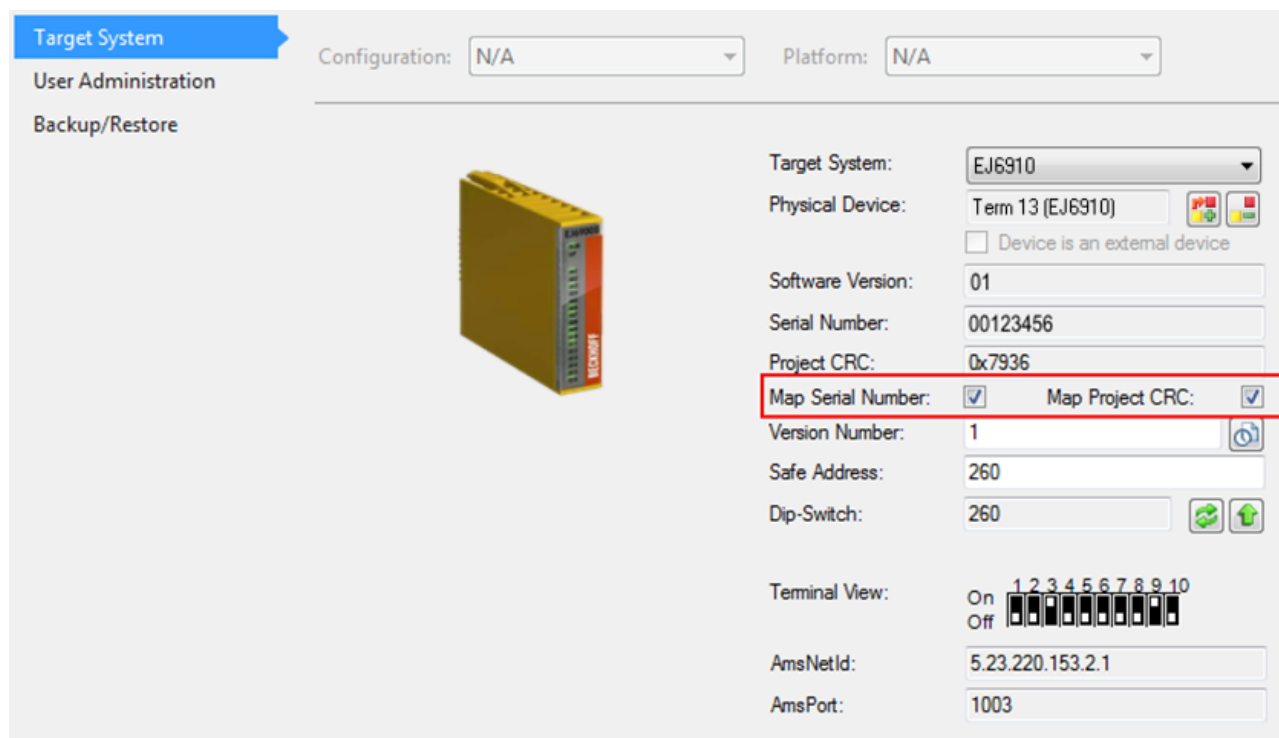 Target System
User Administration
Backup/Restore
Configuration: N/A Platform: N/A
Target System: EJ6910
Physical Device: Term 13 (EJ6910)
Device is an external device
Software Version: 01
Serial Number: 00123456
Project CRC: 0x7936
Map Serial Number: Map Project CRC:
Version Number: 1
Safe Address: 260
Dip-Switch: 260
Terminal View: On 1 2 3 4 5 6 7 8 9 10
Off
AmsNetId: 5.23.220.153.2.1
AmsPort: 1003
BECKHOFF